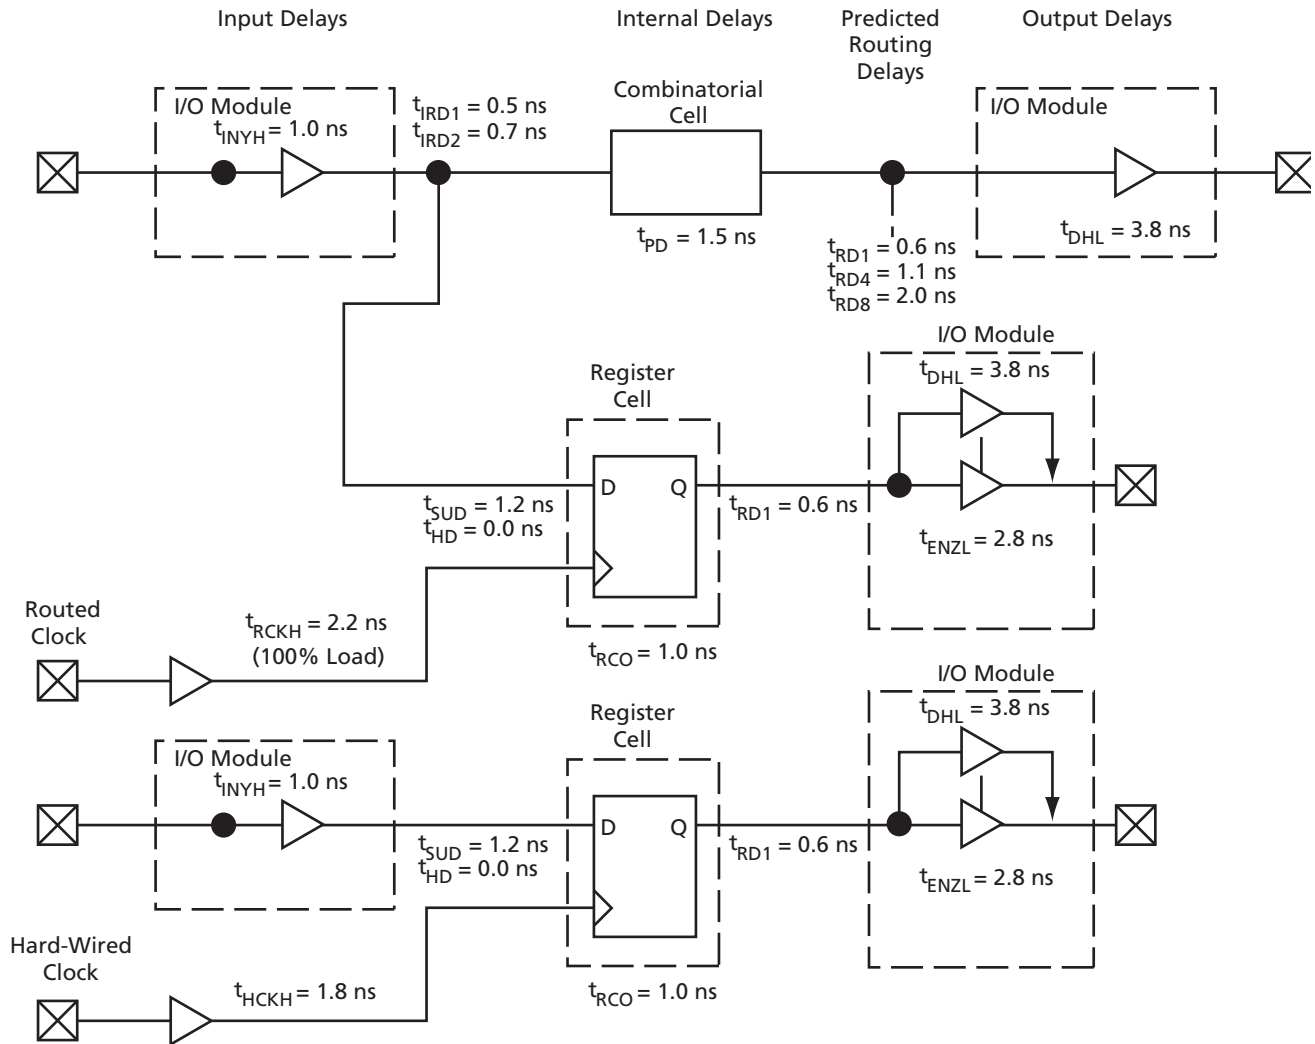 Input Delays
Internal Delays
Predicted
Routing
Delays
Output Delays
I/O Module
tINYH = 1.0 ns
tIRD1 = 0.5 ns
tIRD2 = 0.7 ns
Combinatorial
Cell
tPD = 1.5 ns
tRD1 = 0.6 ns
tRD4 = 1.1 ns
tRD8 = 2.0 ns
I/O Module
tDHL = 3.8 ns
Register
Cell
D
Q
tSUD = 1.2 ns
tHD = 0.0 ns
tRCO = 1.0 ns
tRD1 = 0.6 ns
I/O Module
tDHL = 3.8 ns
tENZL = 2.8 ns
Routed
Clock
tRCKH = 2.2 ns
(100% Load)
I/O Module
tINYH = 1.0 ns
tSUD = 1.2 ns
tHD = 0.0 ns
Register
Cell
D
Q
tRCO = 1.0 ns
tRD1 = 0.6 ns
I/O Module
tDHL = 3.8 ns
tENZL = 2.8 ns
Hard-Wired
Clock
tHCKH = 1.8 ns